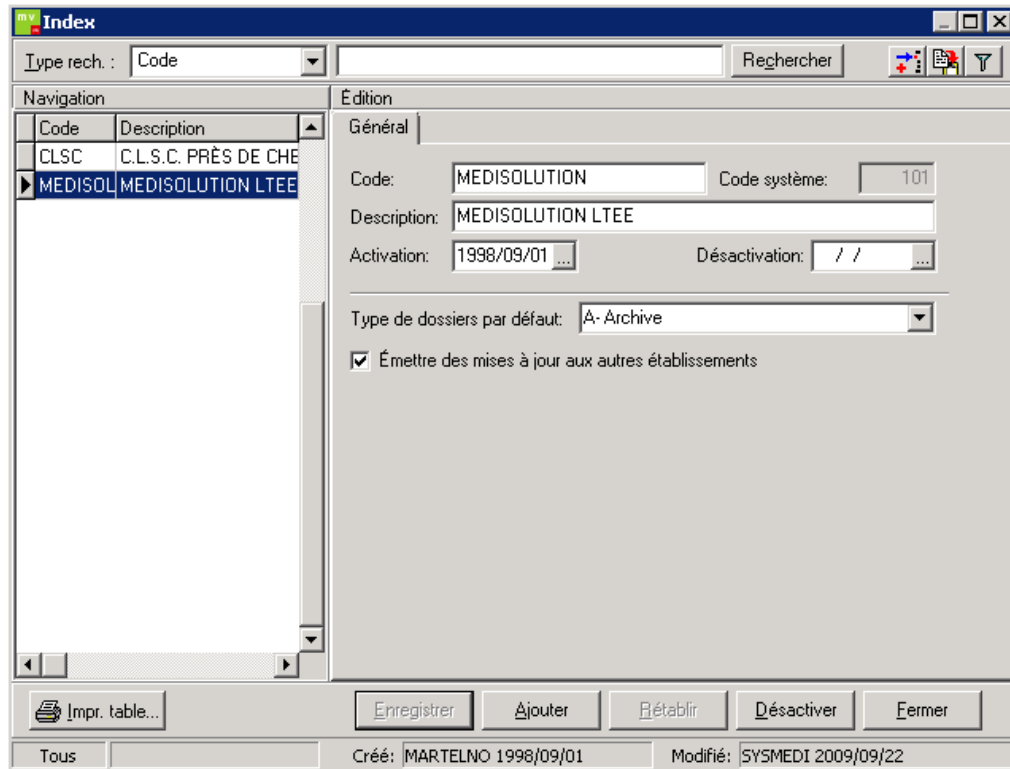 mv
Index
Type rech. : Code Rechercher
Navigation
Édition
Code Description
CLSC C.L.S.C. PRÈS DE CHE
MEDISOL MEDISOLUTION LTEE
Général
Code: MEDISOLUTION Code système: 101
Description: MEDISOLUTION LTEE
Activation: 1998/09/01 ... Désactivation: / / ...
Type de dossiers par défaut: A- Archive
Émettre des mises à jour aux autres établissements
Impr. table... Enregistrer Ajouter Rétablir Désactiver Fermer
Tous Créé: MARTELNO 1998/09/01 Modifié: SYSMEDI 2009/09/22